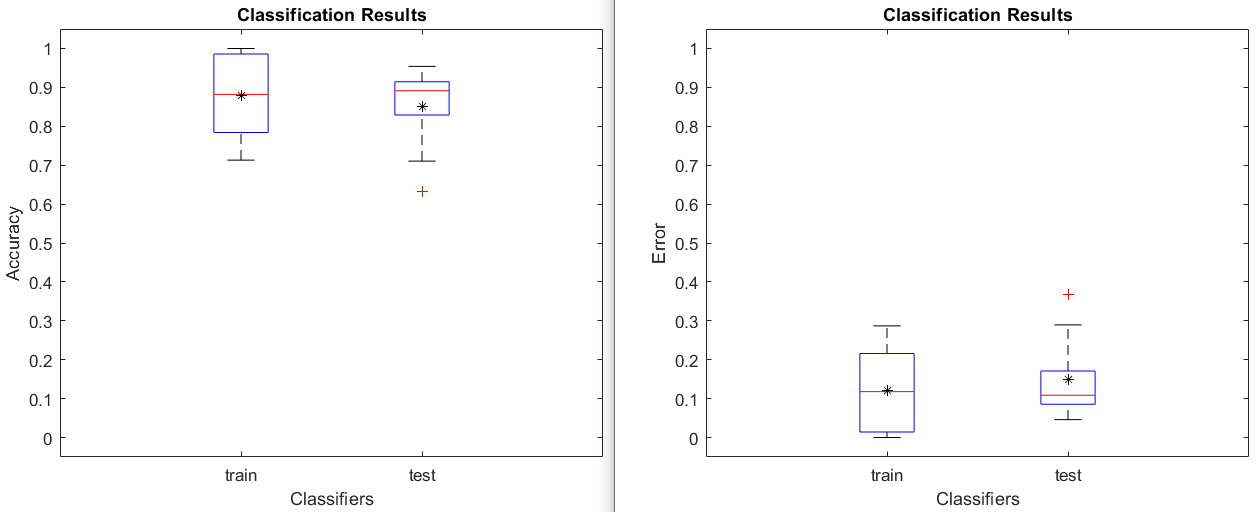 Classification Results
1
0.9
0.8
0.7
0.6
0.5
0.4
0.3
0.2
0.1
0
Accuracy
train test
Classifiers
Classification Results
1
0.9
0.8
0.7
0.6
0.5
0.4
0.3
0.2
0.1
0
Error
train test
Classifiers